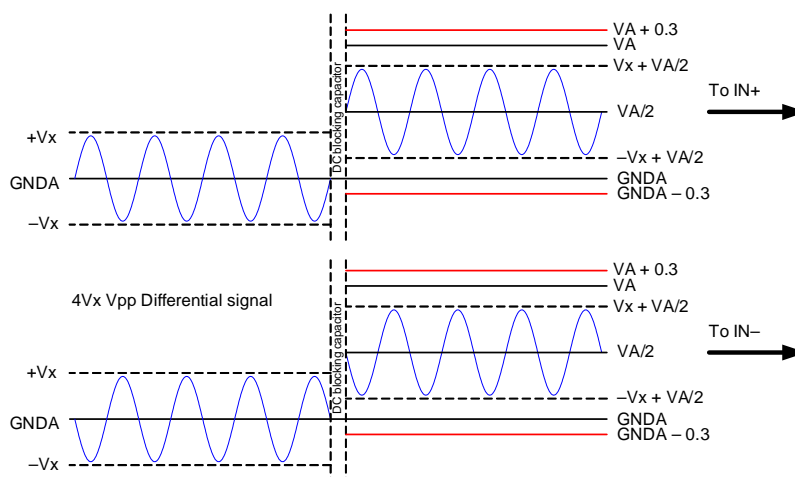 VA + 0.3
VA
Vx + VA/2
To IN+
DC blocking capacitor
VA/2
+Vx
–Vx + VA/2
GNDA
GNDA
GNDA – 0.3
–Vx
VA + 0.3
VA
4Vx Vpp Differential signal
Vx + VA/2
To IN–
DC blocking capacitor
VA/2
+Vx
–Vx + VA/2
GNDA
GNDA
GNDA – 0.3
–Vx